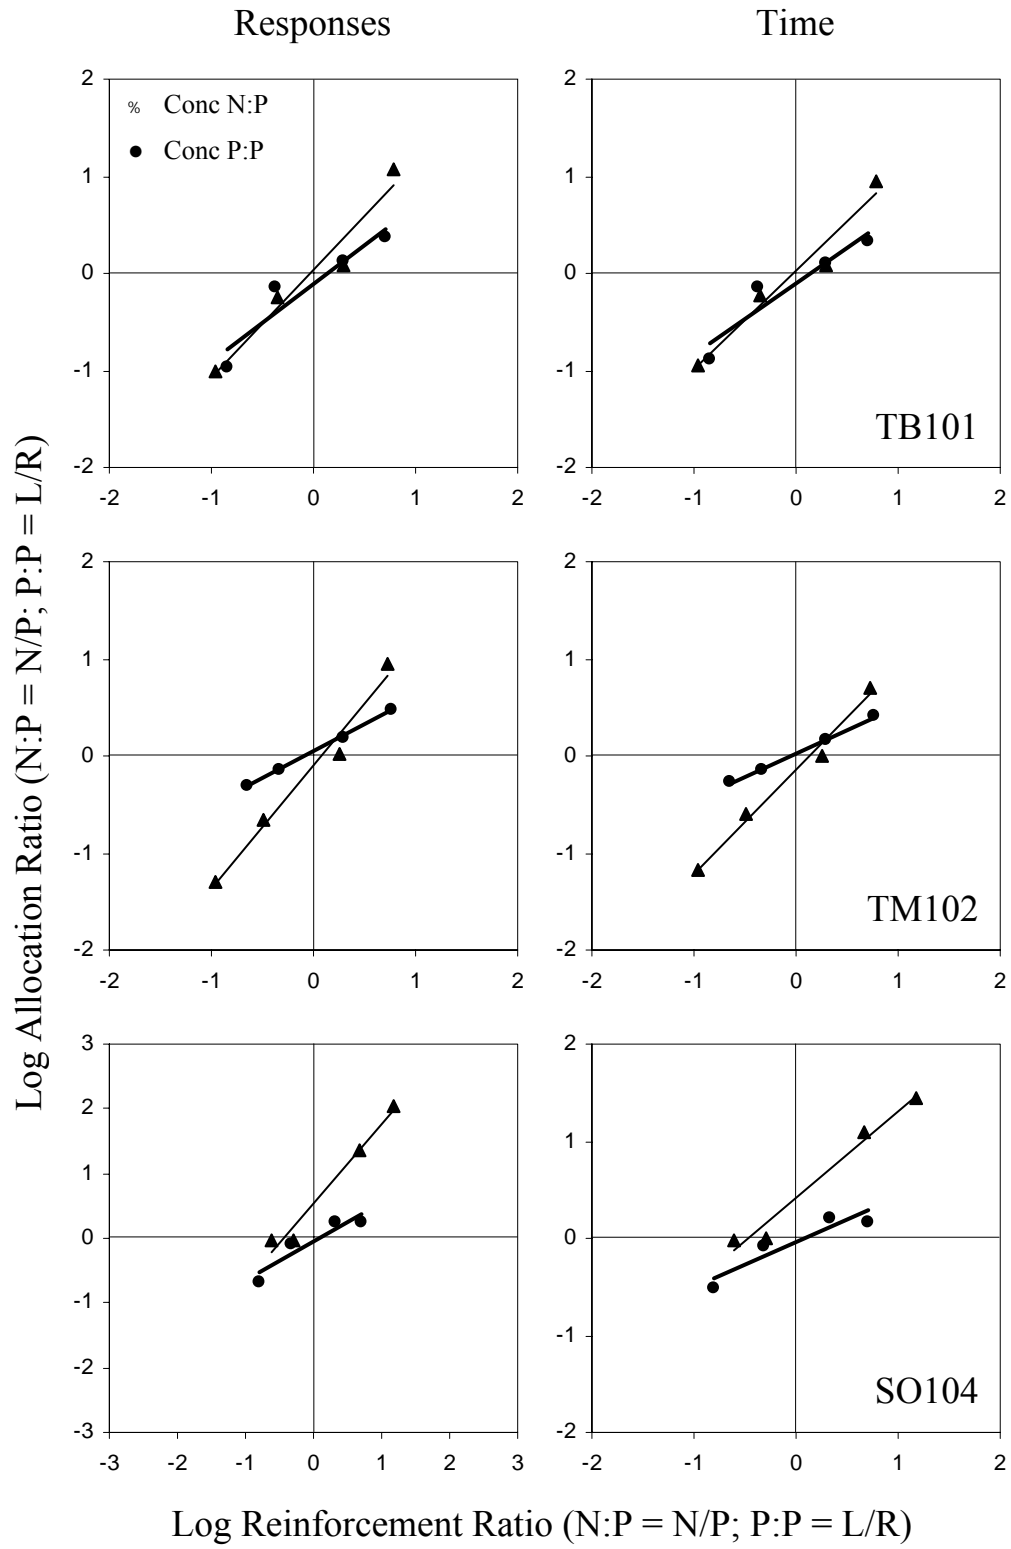 Responses Time
2
1
0
-1
-2
% Conc N:P
● Conc P:P
-2 -1 0 1 2
2
1
0
-1
-2
TB101
-2 -1 0 1 2
Log Allocation Ratio (N:P = N/P; P:P = L/R)
2
1
0
-1
-2
-2 -1 0 1 2
2
1
0
-1
-2
TM102
-2 -1 0 1 2
3
2
1
0
-1
-2
-3
-3 -2 -1 0 1 2 3
2
1
0
-1
-2
SO104
-2 -1 0 1 2
Log Reinforcement Ratio (N:P = N/P; P:P = L/R)